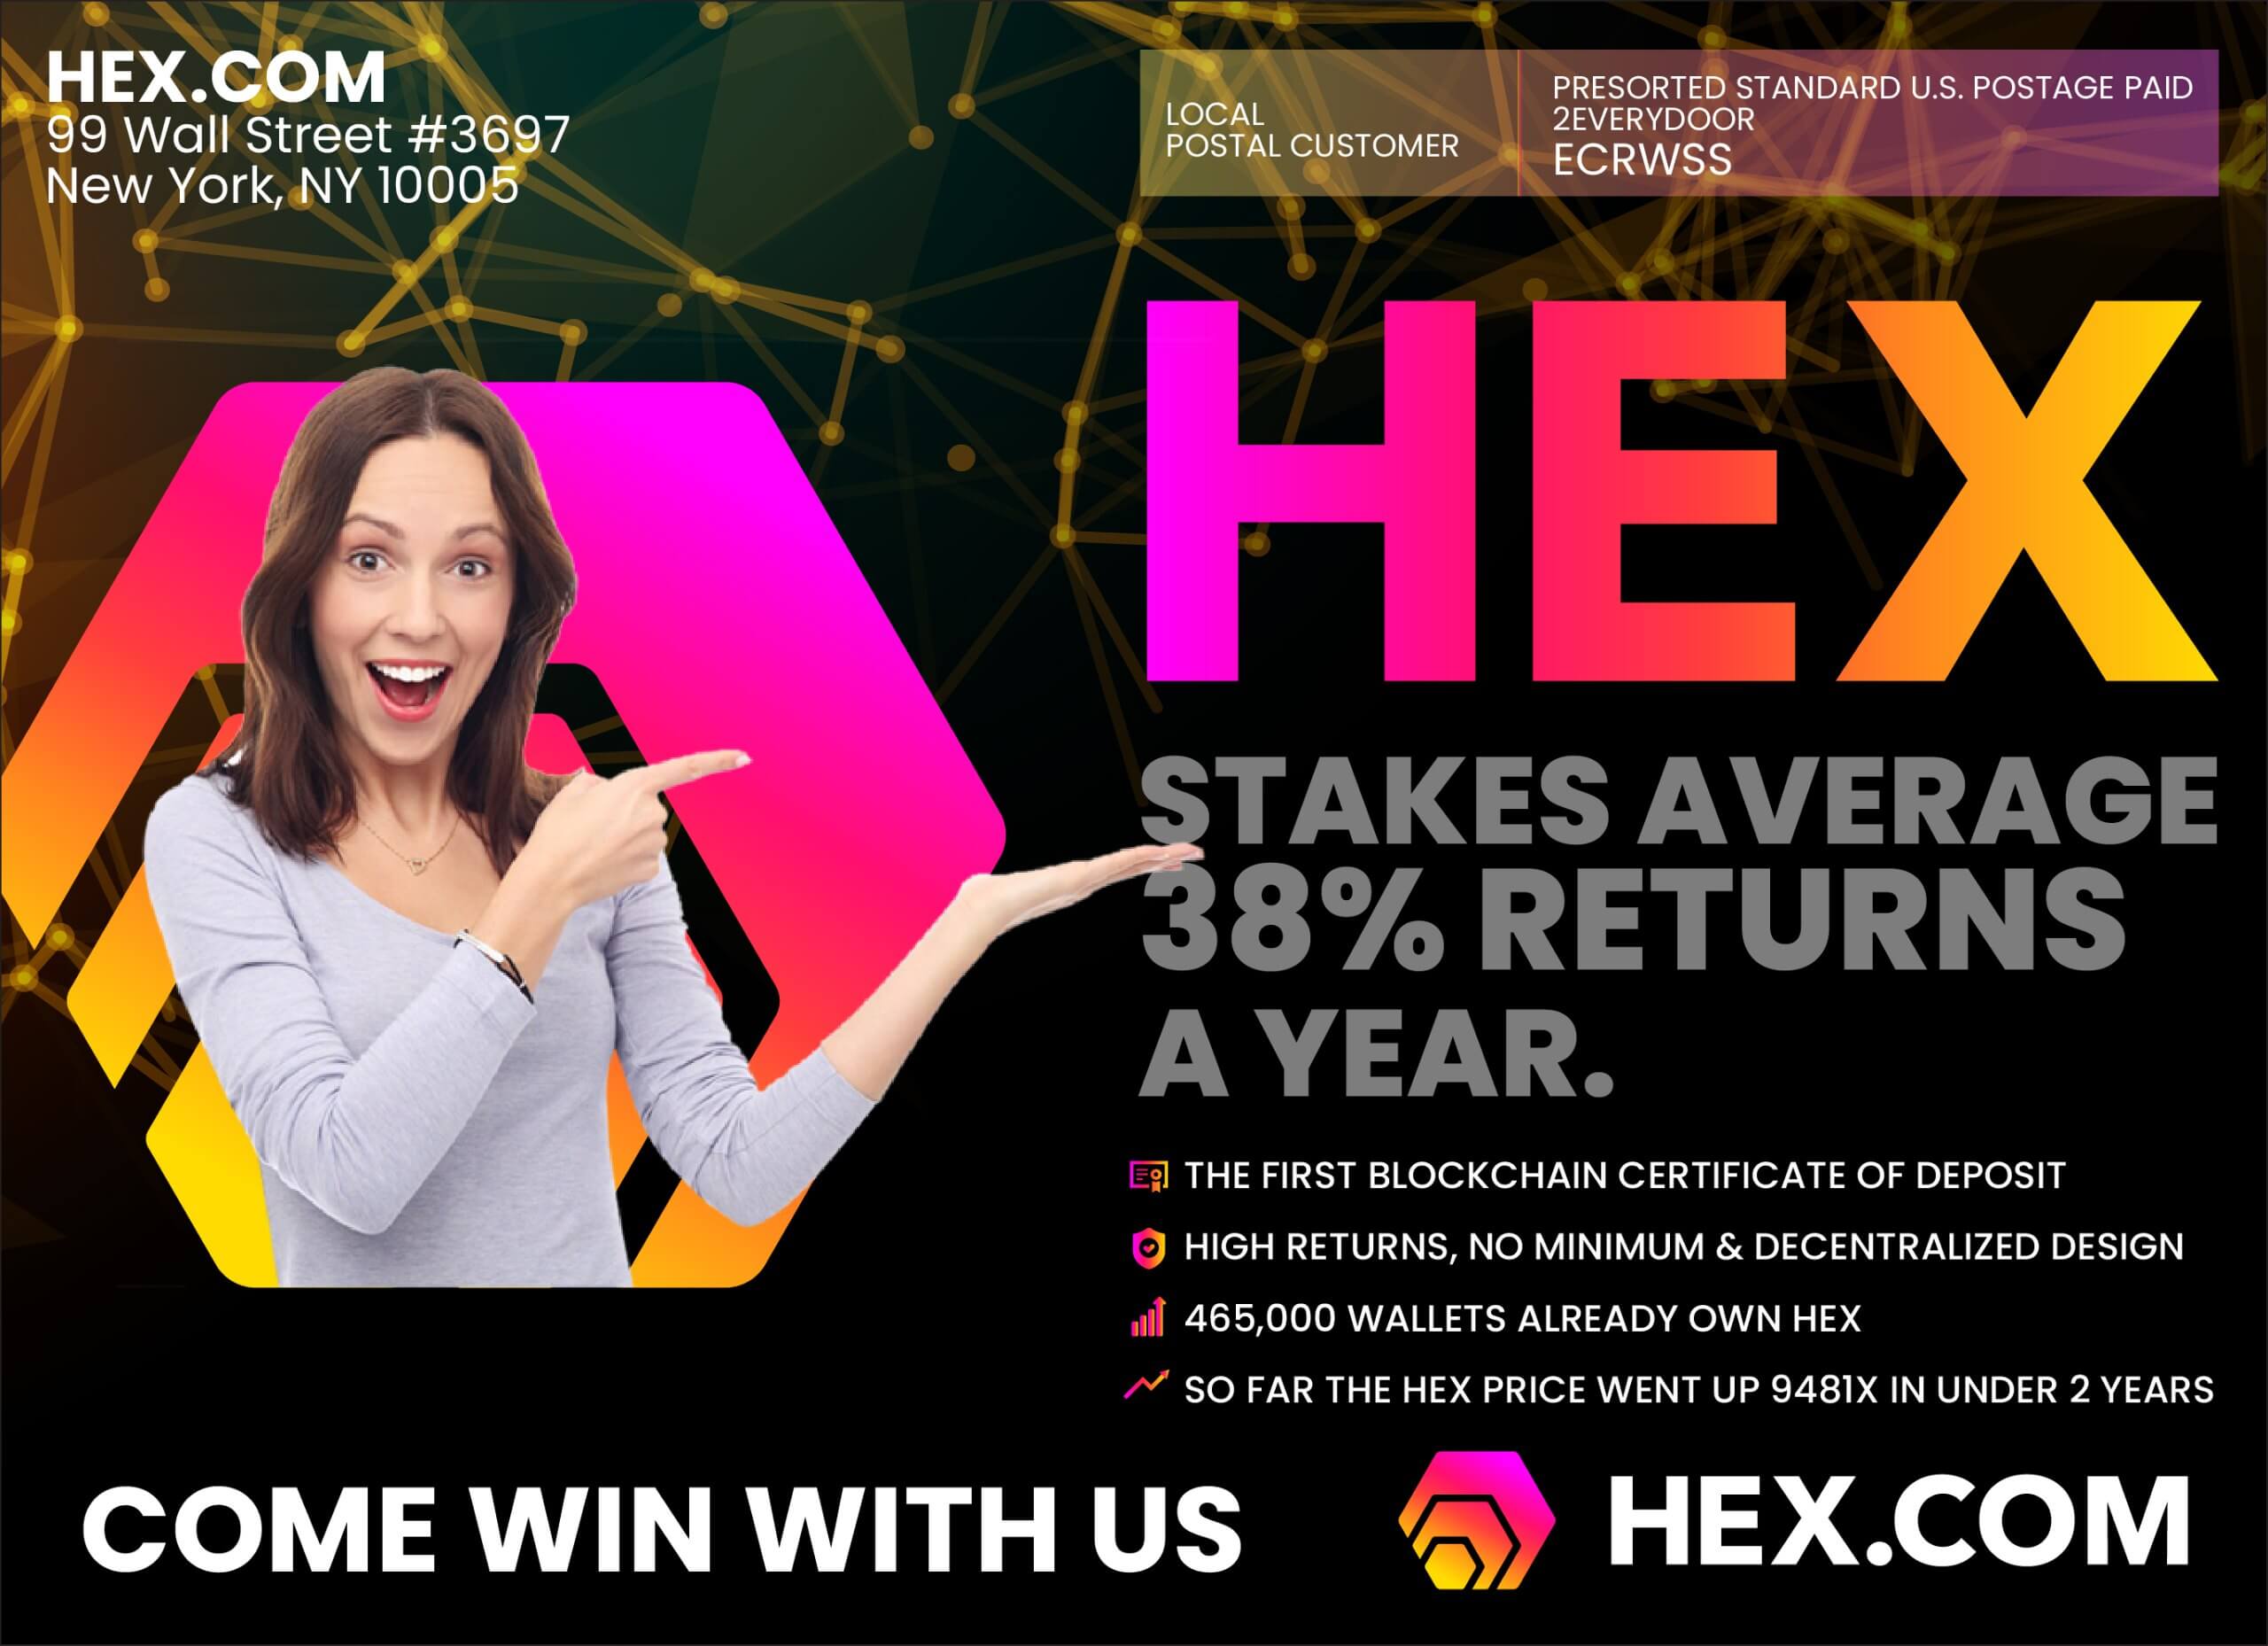 HEX.COM
99 Wall Street #3697
New York, NY 10005
LOCAL
POSTAL CUSTOMER
PRESORTED STANDARD U.S. POSTAGE PAID
2EVERYDOOR
ECRWSS
HEX
STAKES AVERAGE
38% RETURNS
A YEAR.
THE FIRST BLOCKCHAIN CERTIFICATE OF DEPOSIT
HIGH RETURNS, NO MINIMUM & DECENTRALIZED DESIGN
465,000 WALLETS ALREADY OWN HEX
SO FAR THE HEX PRICE WENT UP 9481X IN UNDER 2 YEARS
COME WIN WITH US
HEX.COM